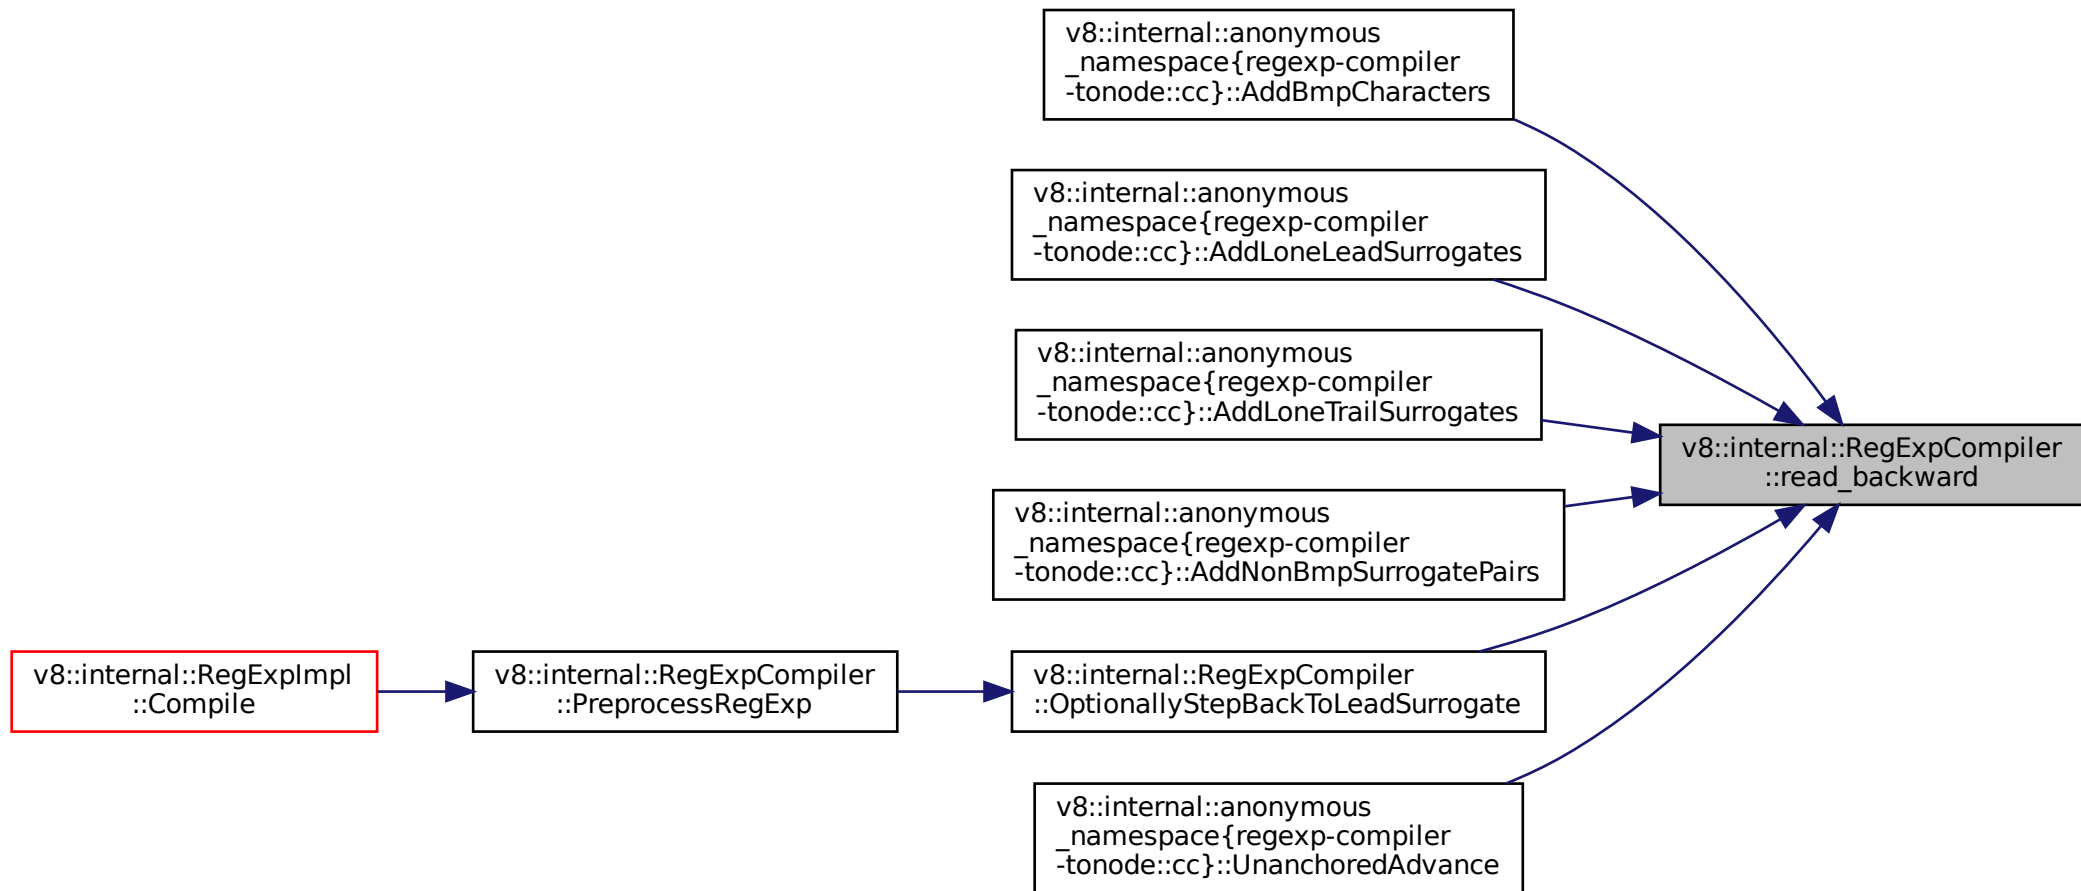 v8::internal::anonymous
_namespace{regexp-compiler
-tonode::cc}::AddBmpCharacters
v8::internal::anonymous
_namespace{regexp-compiler
-tonode::cc}::AddLoneLeadSurrogates
v8::internal::anonymous
_namespace{regexp-compiler
-tonode::cc}::AddLoneTrailSurrogates
v8::internal::RegExpCompiler
::read_backward
v8::internal::anonymous
_namespace{regexp-compiler
-tonode::cc}::AddNonBmpSurrogatePairs
v8::internal::RegExpImpl
::Compile
v8::internal::RegExpCompiler
::PreprocessRegExp
v8::internal::RegExpCompiler
::OptionallyStepBackToLeadSurrogate
v8::internal::anonymous
_namespace{regexp-compiler
-tonode::cc}::UnanchoredAdvance